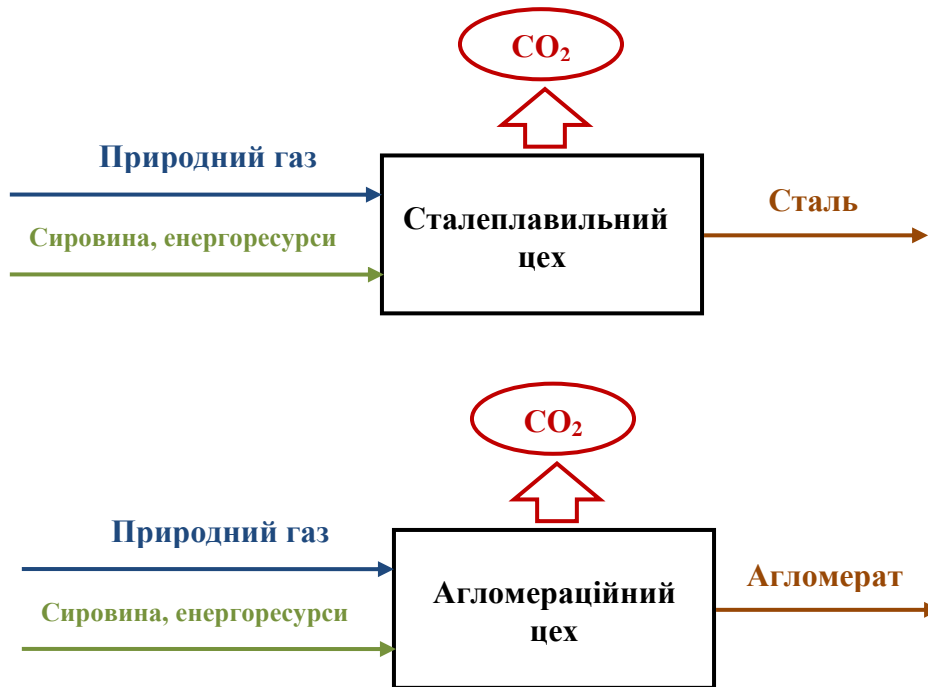 CO₂
Природний газ
Сировина, енергоресурси
Сталеплавильний
цех
Сталь
CO₂
Природний газ
Сировина, енергоресурси
Агломераційний
цех
Агломерат